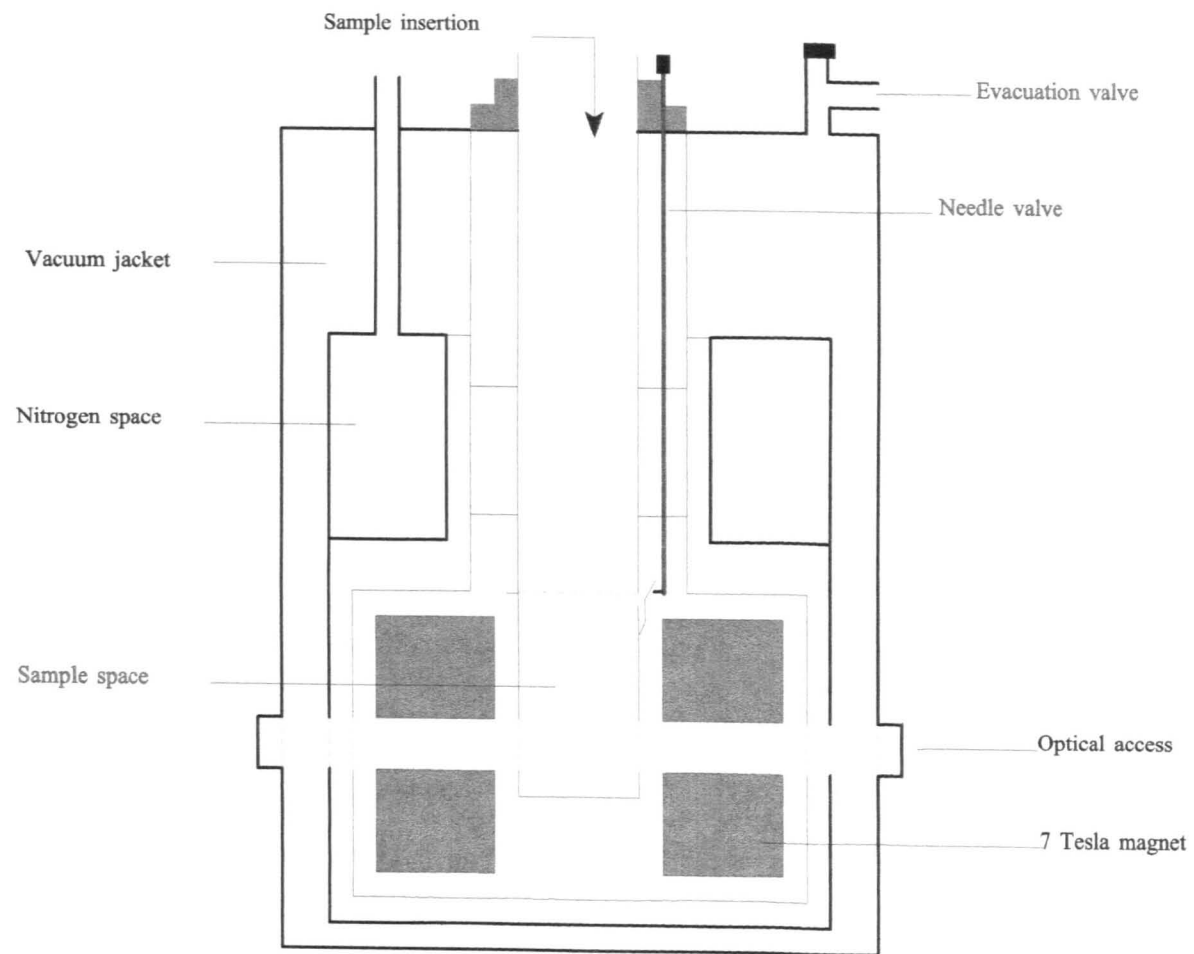 Sample insertion
Evacuation valve
Needle valve
Vacuum jacket
Nitrogen space
Sample space
Optical access
7 Tesla magnet